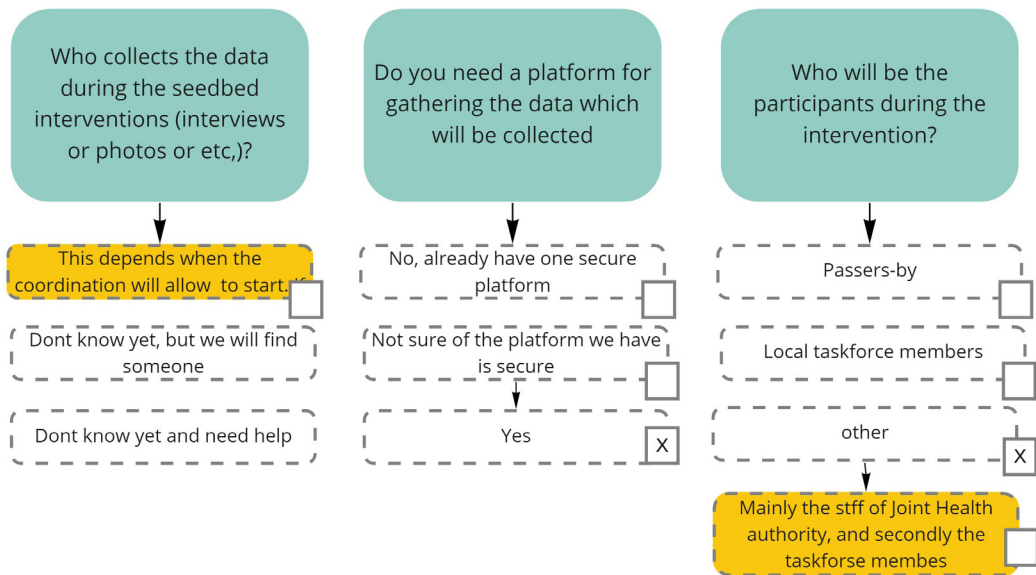 Who collects the data
during the seedbed
interventions (interviews
or photos or etc,)?
This depends when the
coordination will allow to start.
Dont know yet, but we will find
someone
Dont know yet and need help
Do you need a platform for
gathering the data which
will be collected
No, already have one secure
platform
Not sure of the platform we have
is secure
Yes
X
Who will be the
participants during the
intervention?
Passers-by
Local taskforce members
other
X
Mainly the stff of Joint Health
authority, and secondly the
taskforse membes